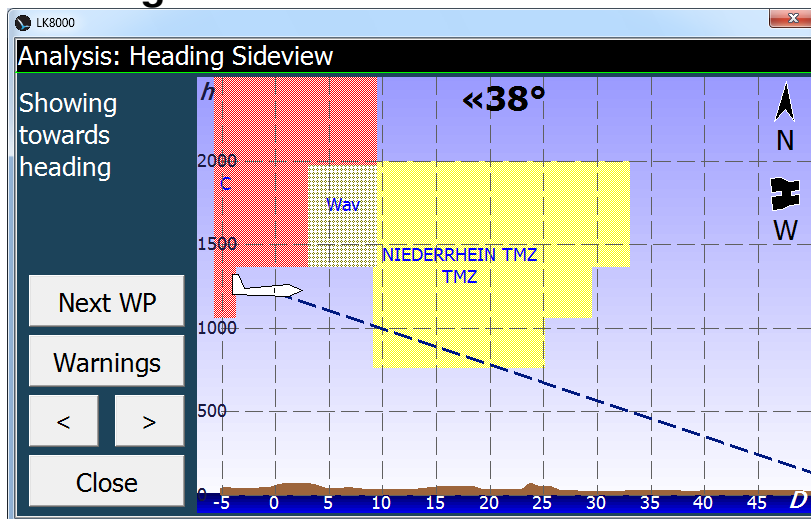 LK8000
x
Analysis: Heading Sideview
Showing
towards
heading
Next WP
Warnings
<
>
Close
h
«38°
N
W
2000
C
Wav
1500
NIEDERRHEIN TMZ
TMZ
1000
500
0
-5 0 5 10 15 20 25 30 35 40 45 D